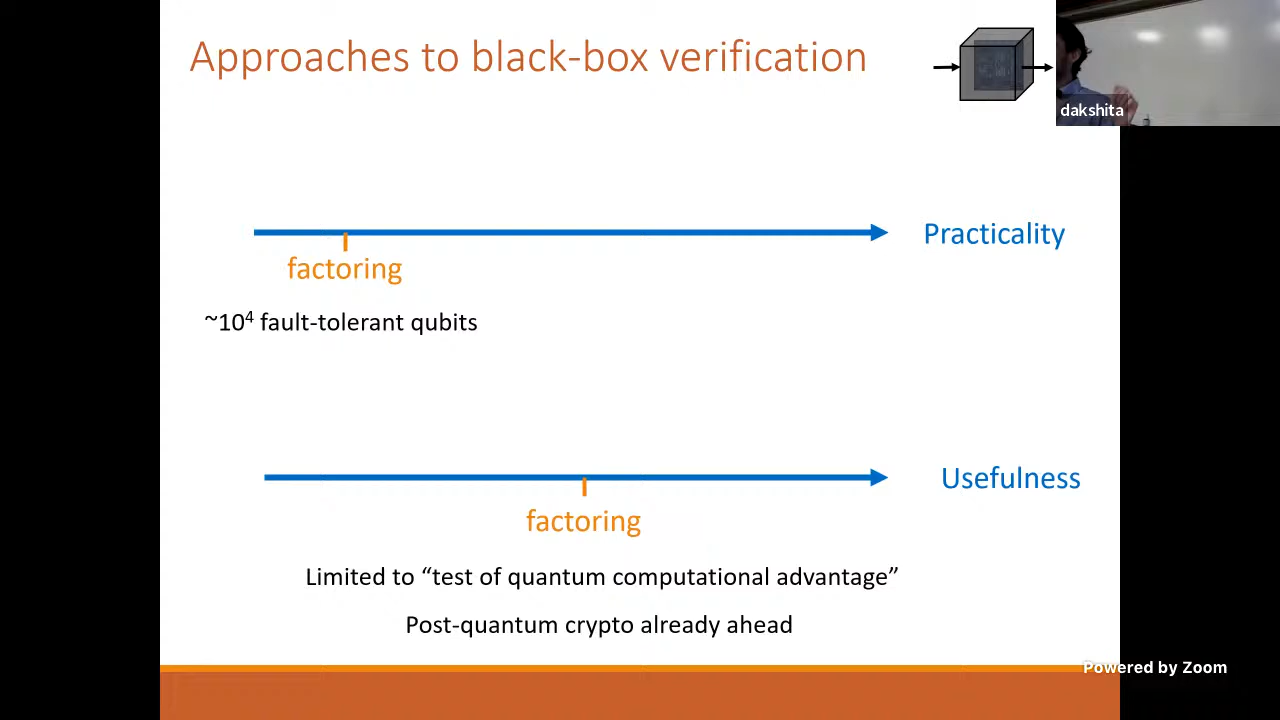 Approaches to black-box verification
dakshita
Practicality
factoring
~10⁴ fault-tolerant qubits
Usefulness
factoring
Limited to “test of quantum computational advantage”
Post-quantum crypto already ahead
Powered by Zoom